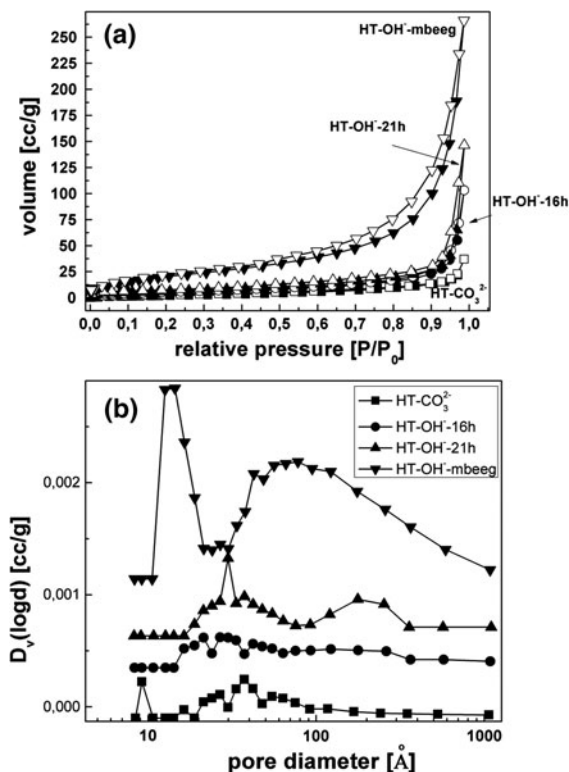 (a)
HT-OH⁻-mbeeg
HT-OH⁻-21h
HT-OH⁻-16h
HT-CO₃²⁻
volume [cc/g]
250
225
200
175
150
125
100
75
50
25
0
0,0 0,1 0,2 0,3 0,4 0,5 0,6 0,7 0,8 0,9 1,0
relative pressure [P/P₀]
(b)
HT-CO₃²⁻
HT-OH⁻-16h
HT-OH⁻-21h
HT-OH⁻-mbeeg
Dᵥ(logd) [cc/g]
0,002
0,001
0,000
10 100 1000
pore diameter [Å]